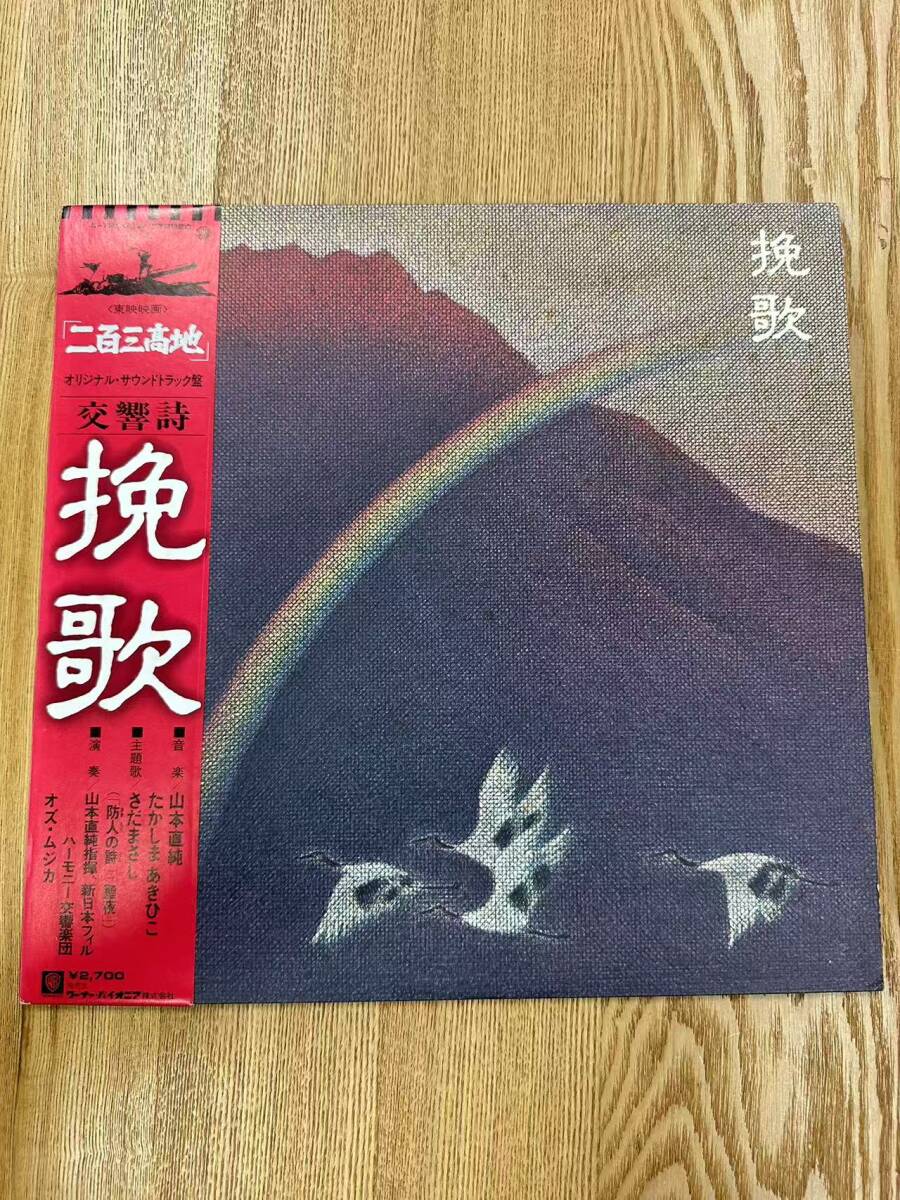 〈東映映画〉
「二百三高地」
オリジナル・サウンドトラック盤
交響詩
挽歌
■音楽 山本直純
たかしまあきひこ
■主題歌 さだまさし
(「防人の詩」「聖夜」)
■演奏 山本直純指揮 新日本フィル
ハーモニー交響楽団
オズ・ムジカ
¥2,700
ワーナー・パイオニア株式会社
挽歌